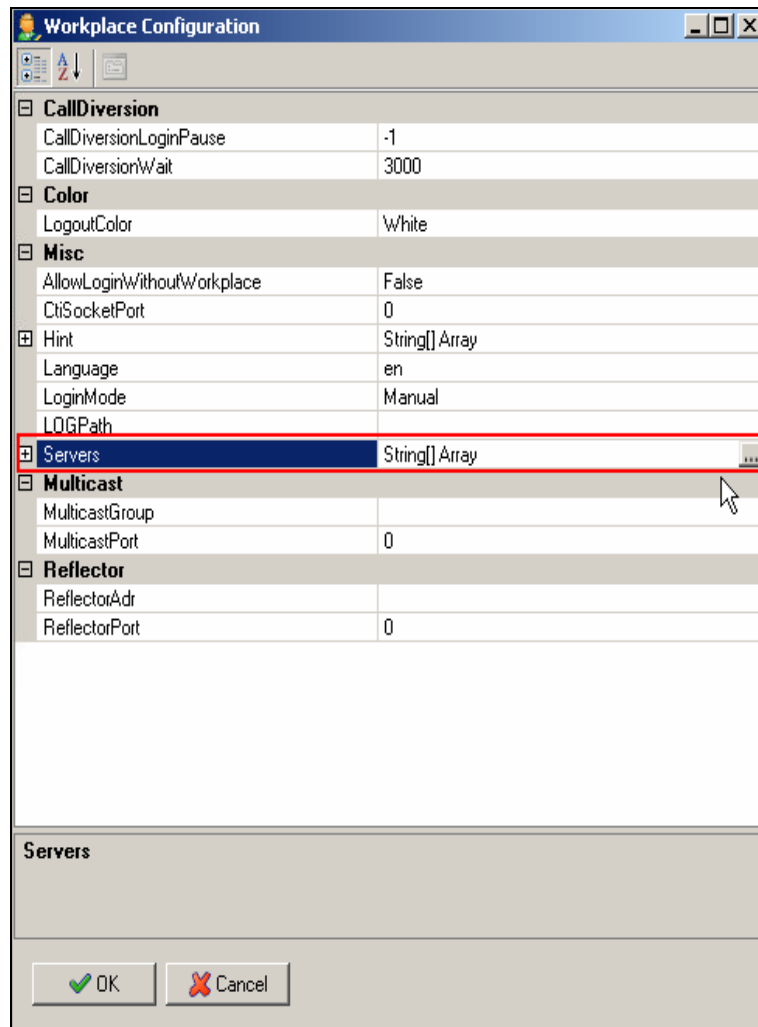 Workplace Configuration
CallDiversion
CallDiversionLoginPause -1
CallDiversionWait 3000
Color
LogoutColor White
Misc
AllowLoginWithoutWorkplace False
CtiSocketPort 0
Hint String[] Array
Language en
LoginMode Manual
LOGPath
Servers String[] Array ...
Multicast
MulticastGroup
MulticastPort 0
Reflector
ReflectorAdr
ReflectorPort 0
Servers
OK Cancel